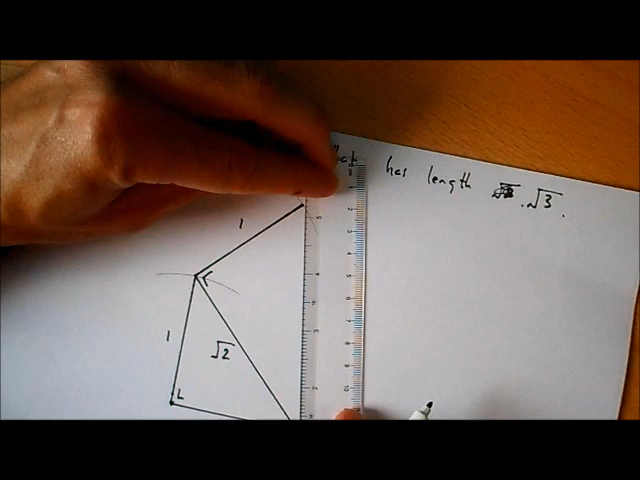 has length √3.
1
1
√2